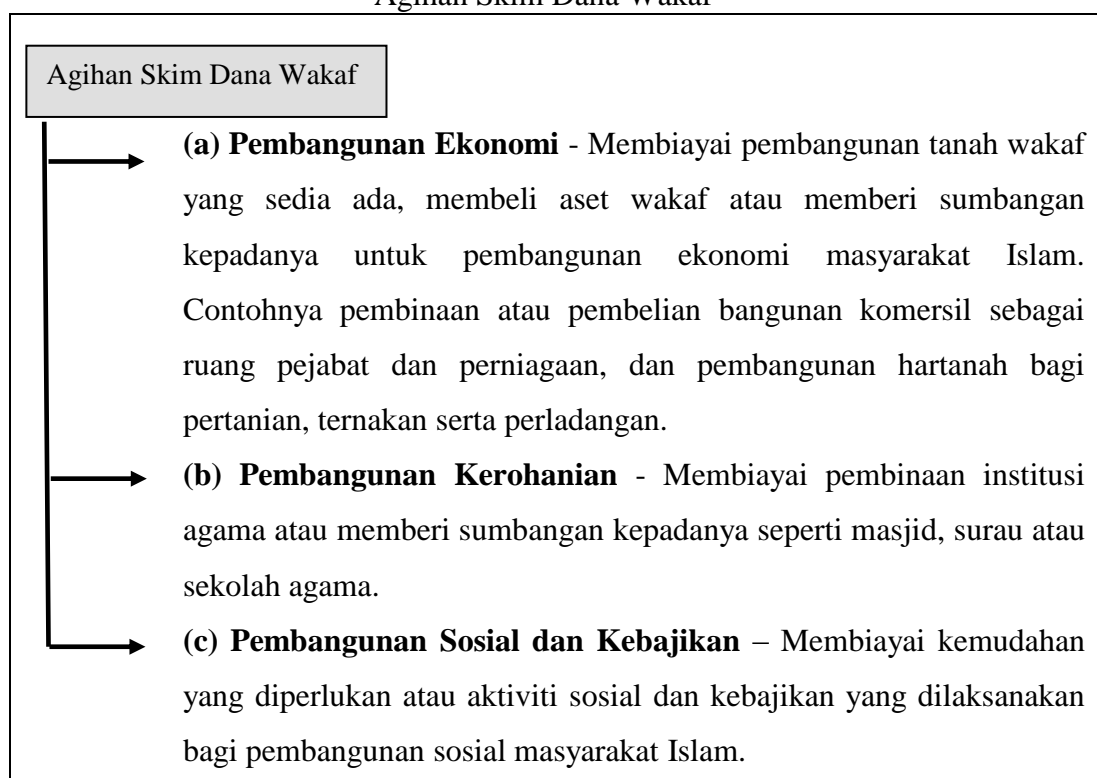 Agihan Skim Dana Wakaf
Agihan Skim Dana Wakaf
(a) Pembangunan Ekonomi - Membiayai pembangunan tanah wakaf
yang sedia ada, membeli aset wakaf atau memberi sumbangan
kepadanya untuk pembangunan ekonomi masyarakat Islam.
Contohnya pembinaan atau pembelian bangunan komersil sebagai
ruang pejabat dan perniagaan, dan pembangunan hartanah bagi
pertanian, ternakan serta perladangan.
(b) Pembangunan Kerohanian - Membiayai pembinaan institusi
agama atau memberi sumbangan kepadanya seperti masjid, surau atau
sekolah agama.
(c) Pembangunan Sosial dan Kebajikan – Membiayai kemudahan
yang diperlukan atau aktiviti sosial dan kebajikan yang dilaksanakan
bagi pembangunan sosial masyarakat Islam.